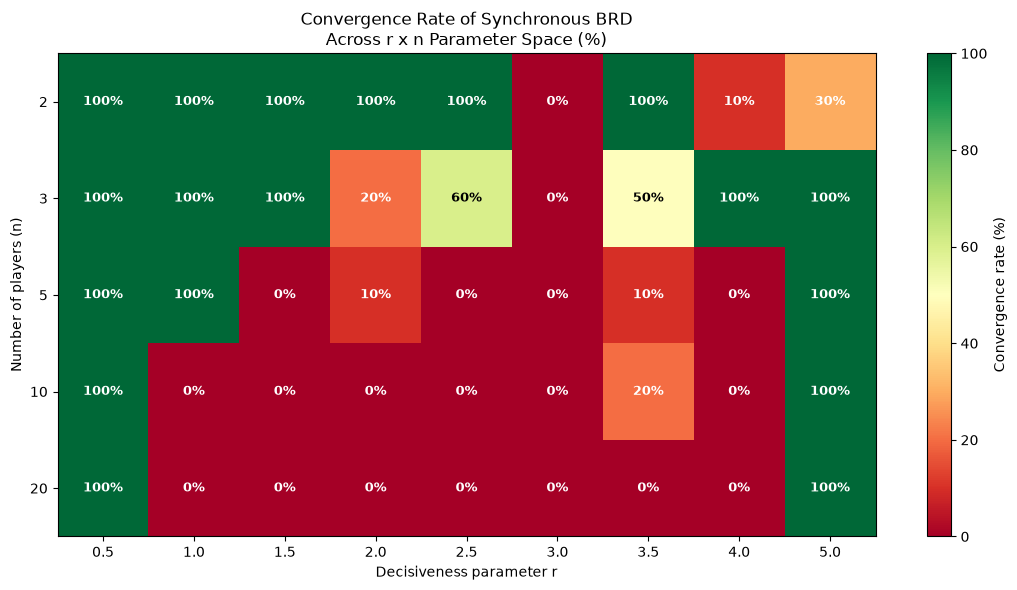 Convergence Rate of Synchronous BRD
Across r x n Parameter Space (%)
Number of players (n)
2
100% 100% 100% 100% 100% 0% 100% 10% 30%
3
100% 100% 100% 20% 60% 0% 50% 100% 100%
5
100% 100% 0% 10% 0% 0% 10% 0% 100%
10
100% 0% 0% 0% 0% 0% 20% 0% 100%
20
100% 0% 0% 0% 0% 0% 0% 0% 100%
0.5 1.0 1.5 2.0 2.5 3.0 3.5 4.0 5.0
Decisiveness parameter r
100
80
60
40
20
0
Convergence rate (%)